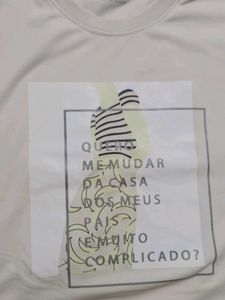 QUERO
ME MUDAR
DA CASA
DOS MEUS
PAIS
E MUITO
COMPLICADO?